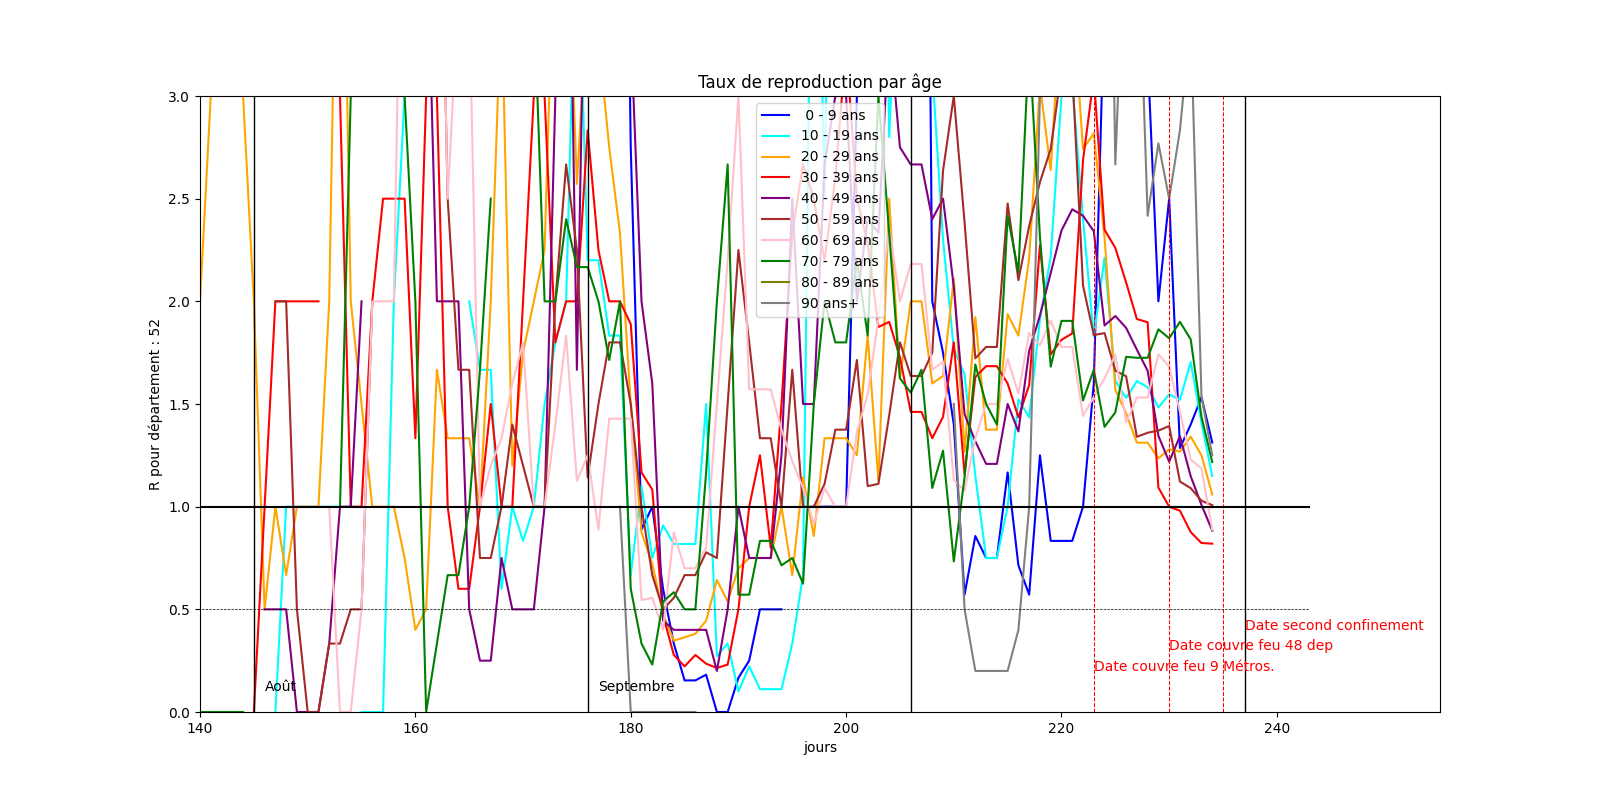 Taux de reproduction par âge
R pour département : 52
3.0
2.5
2.0
1.5
1.0
0.5
0.0
0 - 9 ans
10 - 19 ans
20 - 29 ans
30 - 39 ans
40 - 49 ans
50 - 59 ans
60 - 69 ans
70 - 79 ans
80 - 89 ans
90 ans+
Date second confinement
Date couvre feu 48 dep
Date couvre feu 9 Métros.
Août
Septembre
140
160
180
200
220
240
jours